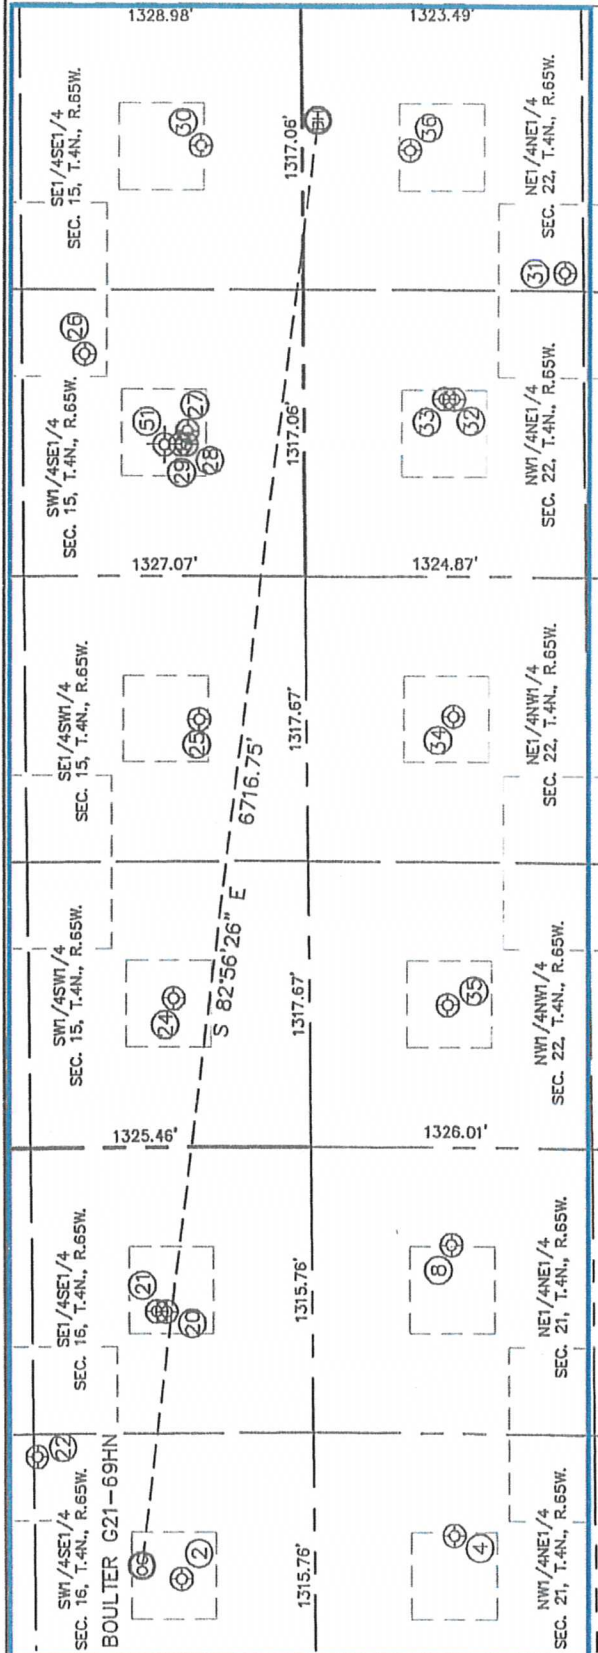 1328.98'
1323.49'
SE1/4SE1/4
SEC. 15, T.4N., R.65W.
30
1317.06'
BH
36
NE1/4NE1/4
SEC. 22, T.4N., R.65W.
31
26
SW1/4SE1/4
SEC. 15, T.4N., R.65W.
51
27
29
28
1317.06'
33
32
NW1/4NE1/4
SEC. 22, T.4N., R.65W.
1327.07'
1324.87'
SE1/4SW1/4
SEC. 15, T.4N., R.65W.
25
6716.75'
1317.67'
34
NE1/4NW1/4
SEC. 22, T.4N., R.65W.
SW1/4SW1/4
SEC. 15, T.4N., R.65W.
24
S 82°56'26" E
1317.67'
35
NW1/4NW1/4
SEC. 22, T.4N., R.65W.
1325.46'
1326.01'
SE1/4SE1/4
SEC. 16, T.4N., R.65W.
21
20
1315.76'
8
NE1/4NE1/4
SEC. 21, T.4N., R.65W.
22
SW1/4SE1/4
SEC. 16, T.4N., R.65W.
BOULTER G21-69HN
2
1315.76'
4
NW1/4NE1/4
SEC. 21, T.4N., R.65W.